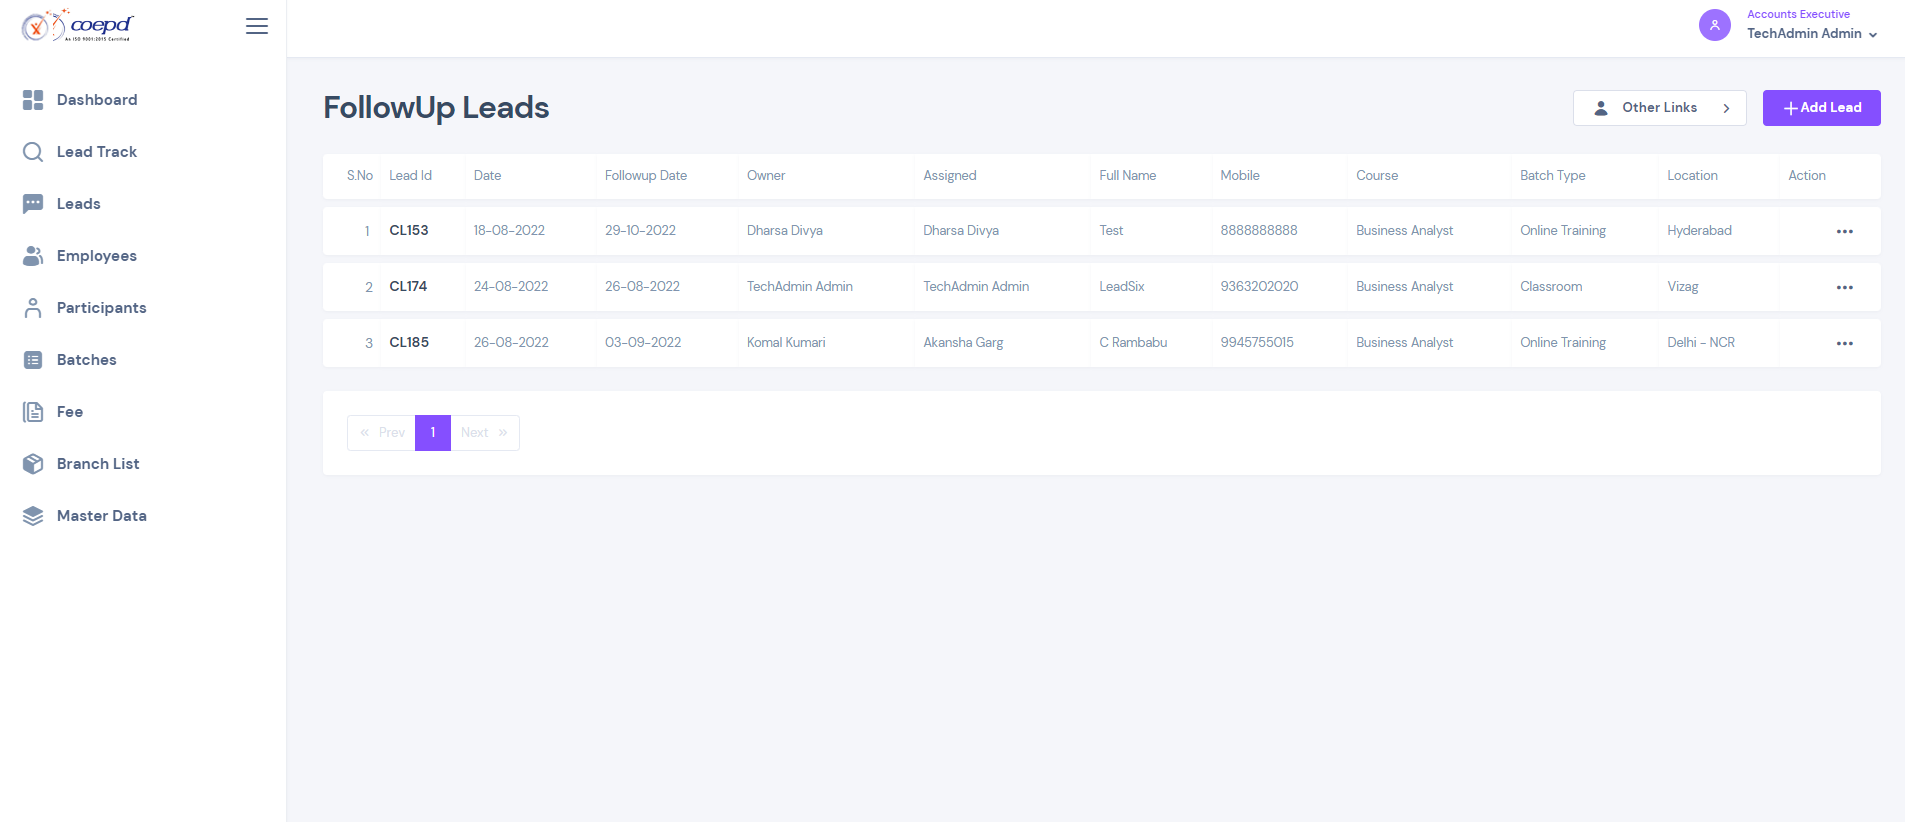 coepd
An ISO 9001:2015 Certified
Accounts Executive
TechAdmin Admin
Dashboard
Lead Track
Leads
Employees
Participants
Batches
Fee
Branch List
Master Data
FollowUp Leads
Other Links
Add Lead
S.No Lead Id Date Followup Date Owner Assigned Full Name Mobile Course Batch Type Location Action
1 CL153 18-08-2022 29-10-2022 Dharsa Divya Dharsa Divya Test 8888888888 Business Analyst Online Training Hyderabad
2 CL174 24-08-2022 26-08-2022 TechAdmin Admin TechAdmin Admin LeadSix 9363202020 Business Analyst Classroom Vizag
3 CL185 26-08-2022 03-09-2022 Komal Kumari Akansha Garg C Rambabu 9945755015 Business Analyst Online Training Delhi - NCR
« Prev 1 Next »